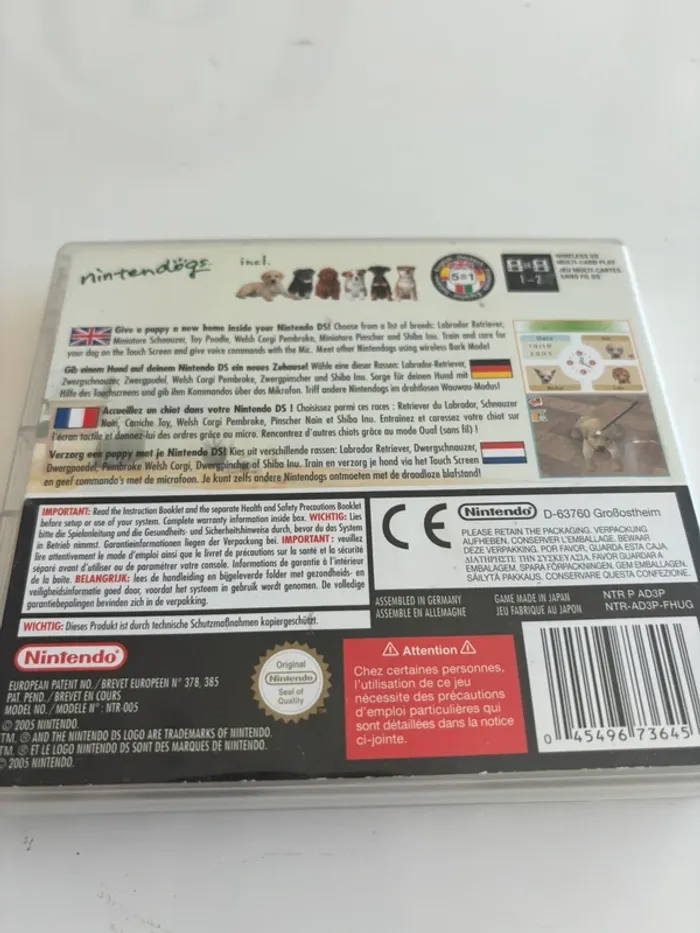 nintendogs
incl.
5in1
WIRELESS DS
MULTI-CARD PLAY
JEU MULTI-CARTES
SANS FIL DS
1-2
Give a puppy a new home inside your Nintendo DS! Choose from a list of breeds: Labrador Retriever,
Miniature Schnauzer, Toy Poodle, Welsh Corgi Pembroke, Miniature Pinscher and Shiba Inu. Train and care for
your dog on the Touch Screen and give voice commands with the Mic. Meet other Nintendogs using wireless Bark Mode!
Gib einem Hund auf deinem Nintendo DS ein neues Zuhause! Wähle eine dieser Rassen: Labrador-Retriever,
Zwergschnauzer, Zwergpudel, Welsh Corgi Pembroke, Zwergpinscher und Shiba Inu. Sorge für deinen Hund mit
Hilfe des Touchscreens und gib ihm Kommandos über das Mikrofon. Triff andere Nintendogs im drahtlosen Wauwau-Modus!
Accueillez un chiot dans votre Nintendo DS ! Choisissez parmi ces races : Retriever du Labrador, Schnauzer
Nain, Caniche Toy, Welsh Corgi Pembroke, Pinscher Nain et Shiba Inu. Entraînez et caressez votre chiot sur
l'écran tactile et donnez-lui des ordres grâce au micro. Rencontrez d'autres chiots grâce au mode Ouaf (sans fil) !
Verzorg een puppy met je Nintendo DS! Kies uit verschillende rassen: Labrador Retriever, Dwergschnauzer,
Dwergpoedel, Pembroke Welsh Corgi, Dwergpinscher of Shiba Inu. Train en verzorg je hond via het Touch Screen
en geef commando's met de microfoon. Je kunt zelfs andere Nintendogs ontmoeten met de draadloze blafstand!
IMPORTANT: Read the Instruction Booklet and the separate Health and Safety Precautions Booklet
before setup or use of your system. Complete warranty information inside box. WICHTIG: Lies
bitte die Spielanleitung und die Gesundheits- und Sicherheitshinweise durch, bevor du das System
in Betrieb nimmst. Garantieinformationen liegen der Verpackung bei. IMPORTANT : veuillez
lire attentivement le mode d'emploi ainsi que le livret de précautions sur la santé et la sécurité
séparé avant d'utiliser ou de paramétrer votre console. Informations de garantie à l'intérieur
de la boîte. BELANGRIJK: lees de handleiding en bijgeleverde folder met gezondheids- en
veiligheidsinformatie goed door, voordat het systeem in gebruik wordt genomen. De volledige
garantiebepalingen bevinden zich in de verpakking.
WICHTIG: Dieses Produkt ist durch technische Schutzmaßnahmen kopiergeschützt.
CE
Nintendo D-63760 Großostheim
PLEASE RETAIN THE PACKAGING. VERPACKUNG
AUFHEBEN. CONSERVER L'EMBALLAGE. BEWAAR
DEZE VERPAKKING. POR FAVOR, GUARDA ESTA CAJA.
ΔΙΑΤΗΡΗΣΤΕ ΤΗΝ ΣΥΣΚΕΥΑΣΙΑ. FAVOR GUARDAR A
EMBALAGEM. SPARA FÖRPACKNINGEN. GEM EMBALLAGEN.
SÄILYTÄ PAKKAUS. CONSERVARE QUESTA CONFEZIONE.
ASSEMBLED IN GERMANY
ASSEMBLÉ EN ALLEMAGNE
GAME MADE IN JAPAN
JEU FABRIQUÉ AU JAPON
NTR P AD3P
NTR-AD3P-FHUG
Nintendo
EUROPEAN PATENT NO. / BREVET EUROPEEN N° 378, 385
PAT. PEND. / BREVET EN COURS
MODEL NO. / MODELE N° : NTR-005
© 2005 NINTENDO.
TM, ® AND THE NINTENDO DS LOGO ARE TRADEMARKS OF NINTENDO.
TM, ® ET LE LOGO NINTENDO DS SONT DES MARQUES DE NINTENDO.
© 2005 NINTENDO.
Original
Nintendo
Seal of
Quality
Attention
Chez certaines personnes,
l'utilisation de ce jeu
nécessite des précautions
d'emploi particulières qui
sont détaillées dans la notice
ci-jointe.
0 45496 73645